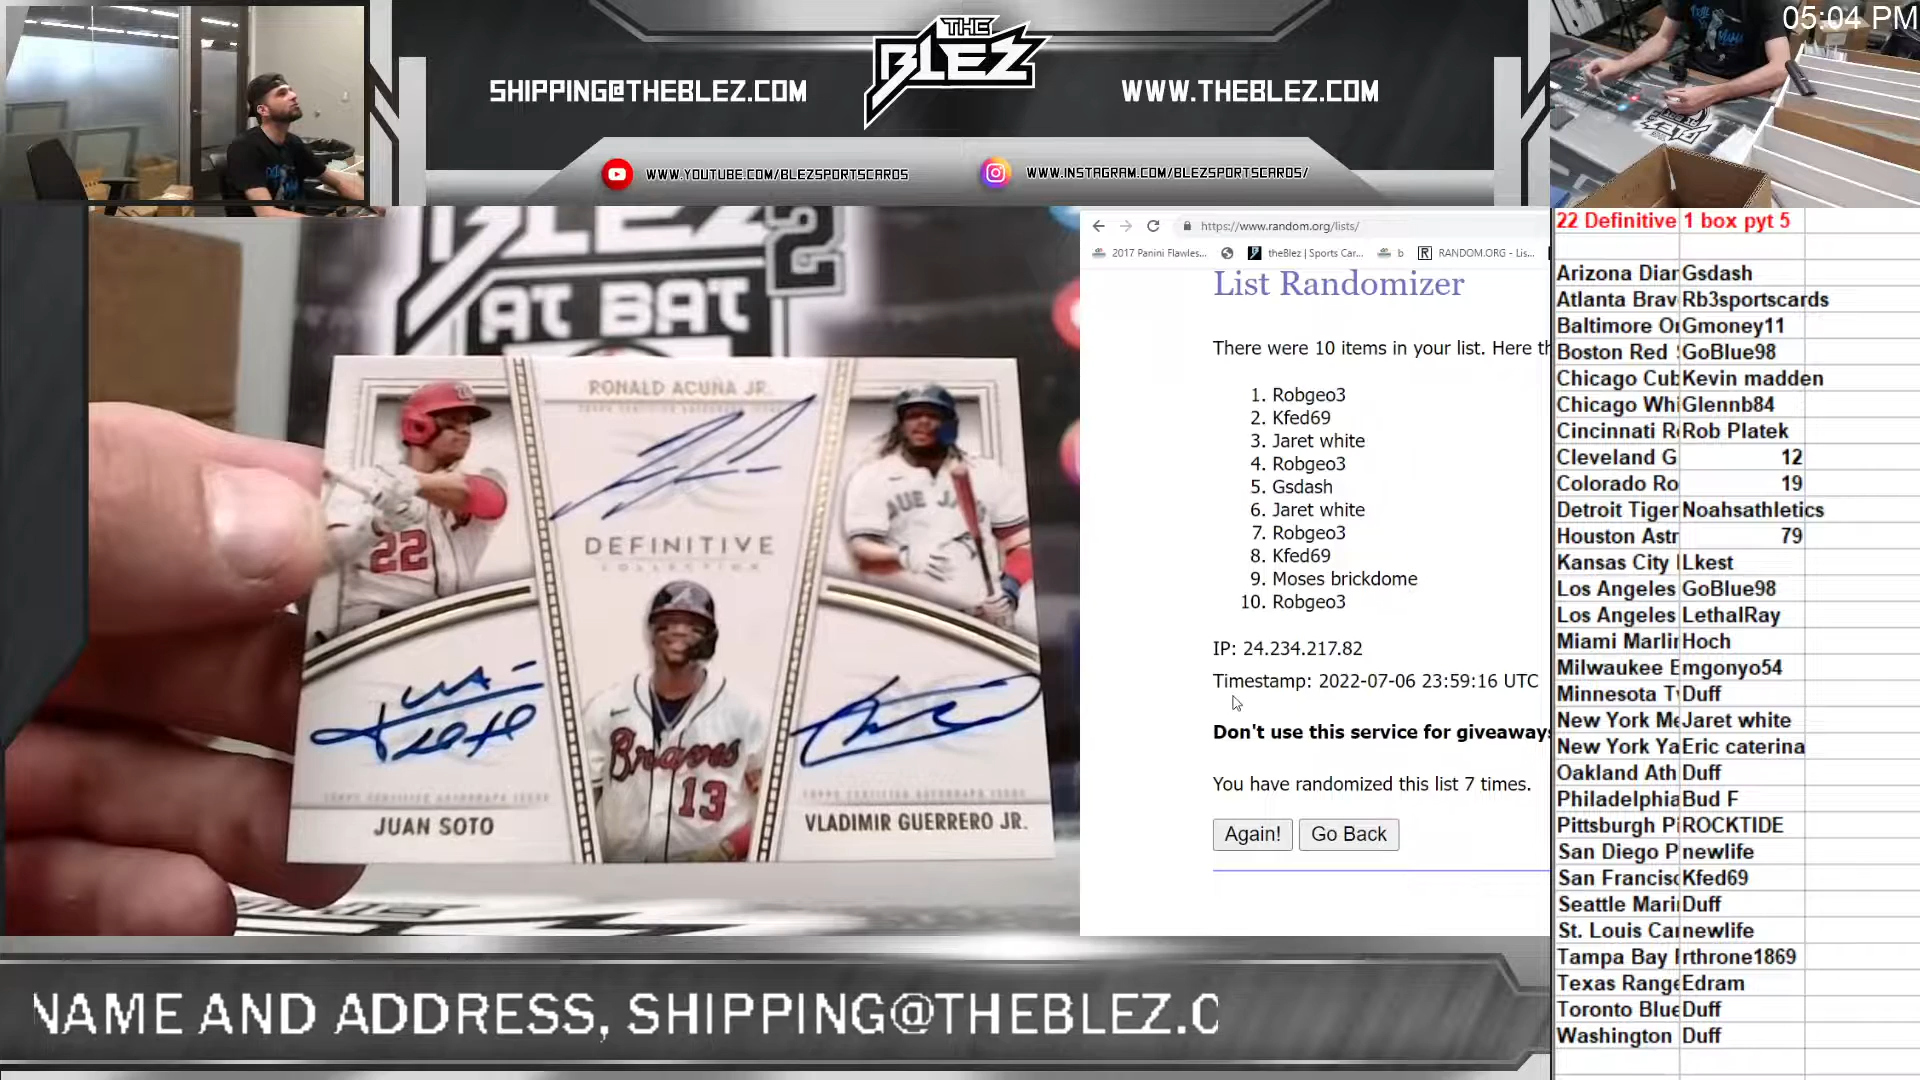 05:04 PM
THE
BLEZ
SHIPPING@THEBLEZ.COM
WWW.THEBLEZ.COM
WWW.YOUTUBE.COM/BLEZSPORTSCARDS
WWW.INSTAGRAM.COM/BLEZSPORTSCARDS/
AT BAT
RONALD ACUÑA JR.
22
DEFINITIVE
COLLECTION
Braves
13
JUAN SOTO
VLADIMIR GUERRERO JR.
https://www.random.org/lists/
2017 Panini Flawles...
theBlez | Sports Car...
b
RANDOM.ORG - Lis...
List Randomizer
There were 10 items in your list. Here th
1. Robgeo3
2. Kfed69
3. Jaret white
4. Robgeo3
5. Gsdash
6. Jaret white
7. Robgeo3
8. Kfed69
9. Moses brickdome
10. Robgeo3
IP: 24.234.217.82
Timestamp: 2022-07-06 23:59:16 UTC
Don't use this service for giveaways
You have randomized this list 7 times.
Again! Go Back
22 Definitive 1 box pyt 5
Arizona Diar Gsdash
Atlanta Brav Rb3sportscards
Baltimore Or Gmoney11
Boston Red GoBlue98
Chicago Cub Kevin madden
Chicago Whi Glennb84
Cincinnati R Rob Platek
Cleveland G 12
Colorado Ro 19
Detroit Tiger Noahsathletics
Houston Astr 79
Kansas City Lkest
Los Angeles GoBlue98
Los Angeles LethalRay
Miami Marlin Hoch
Milwaukee B mgonyo54
Minnesota Tw Duff
New York Me Jaret white
New York Ya Eric caterina
Oakland Ath Duff
Philadelphia Bud F
Pittsburgh Pi ROCKTIDE
San Diego P newlife
San Francisc Kfed69
Seattle Mari Duff
St. Louis Car newlife
Tampa Bay R throne1869
Texas Range Edram
Toronto Blue Duff
Washington Duff
NAME AND ADDRESS, SHIPPING@THEBLEZ.C